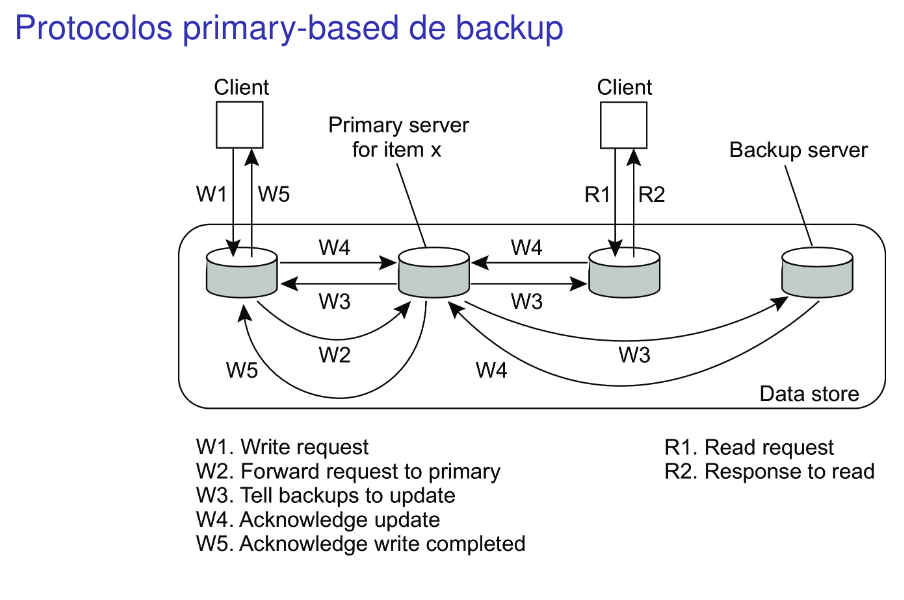 Protocolos primary-based de backup
Client
Client
Primary server
for item x
Backup server
W1
W5
R1
R2
W4
W4
W3
W3
W2
W3
W5
W4
Data store
W1. Write request
W2. Forward request to primary
W3. Tell backups to update
W4. Acknowledge update
W5. Acknowledge write completed
R1. Read request
R2. Response to read